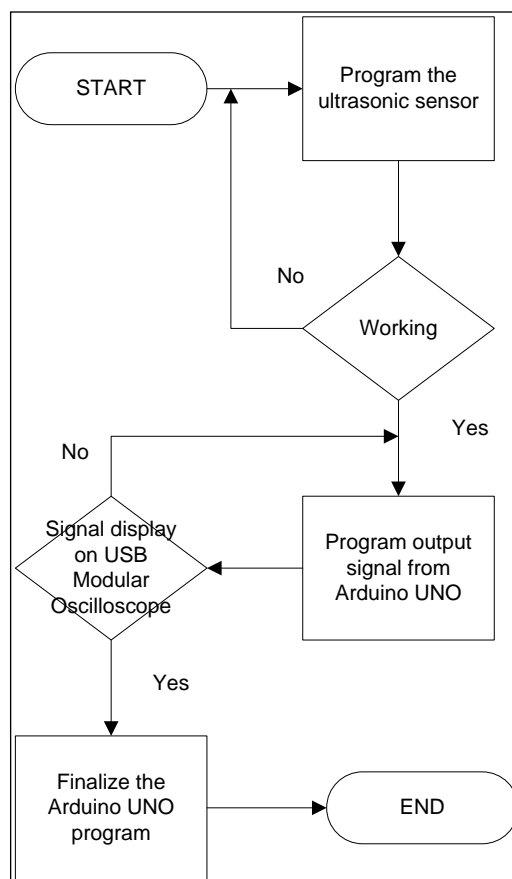 START
Program the
ultrasonic sensor
No
Working
Yes
No
Signal display
on USB
Modular
Oscilloscope
Program output
signal from
Arduino UNO
Yes
Finalize the
Arduino UNO
program
END